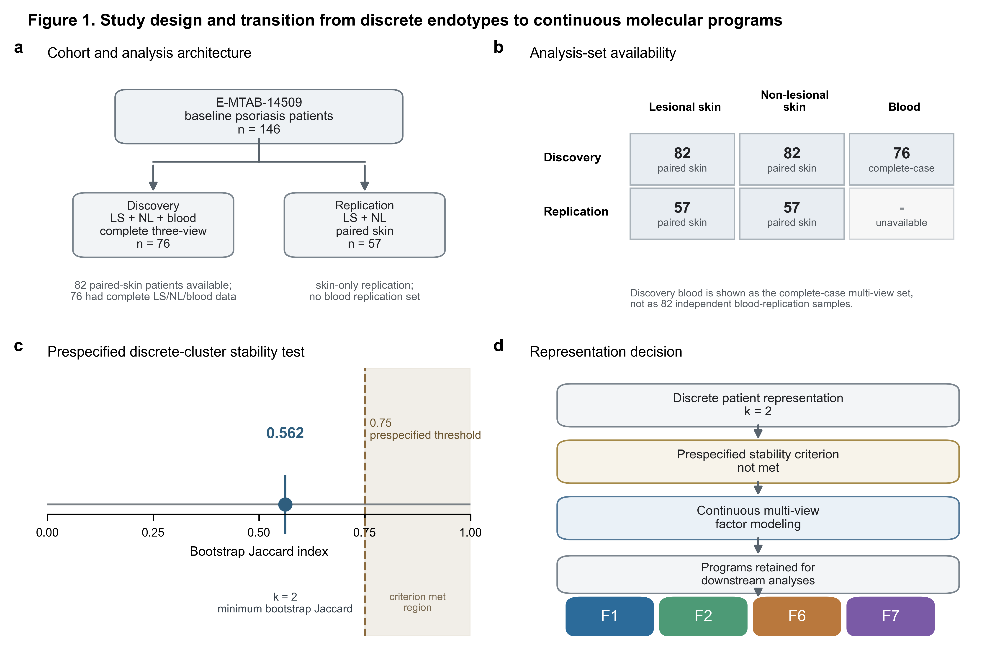 Figure 1. Study design and transition from discrete endotypes to continuous molecular programs
a
Cohort and analysis architecture
E-MTAB-14509
baseline psoriasis patients
n = 146
Discovery
LS + NL + blood
complete three-view
n = 76
Replication
LS + NL
paired skin
n = 57
82 paired-skin patients available;
76 had complete LS/NL/blood data
skin-only replication;
no blood replication set
b
Analysis-set availability
Lesional skin
Non-lesional
skin
Blood
Discovery
82
paired skin
82
paired skin
76
complete-case
Replication
57
paired skin
57
paired skin
-
unavailable
Discovery blood is shown as the complete-case multi-view set,
not as 82 independent blood-replication samples.
c
Prespecified discrete-cluster stability test
0.562
0.75
prespecified threshold
0.00
0.25
0.50
0.75
1.00
Bootstrap Jaccard index
k = 2
minimum bootstrap Jaccard
criterion met
region
d
Representation decision
Discrete patient representation
k = 2
Prespecified stability criterion
not met
Continuous multi-view
factor modeling
Programs retained for
downstream analyses
F1
F2
F6
F7